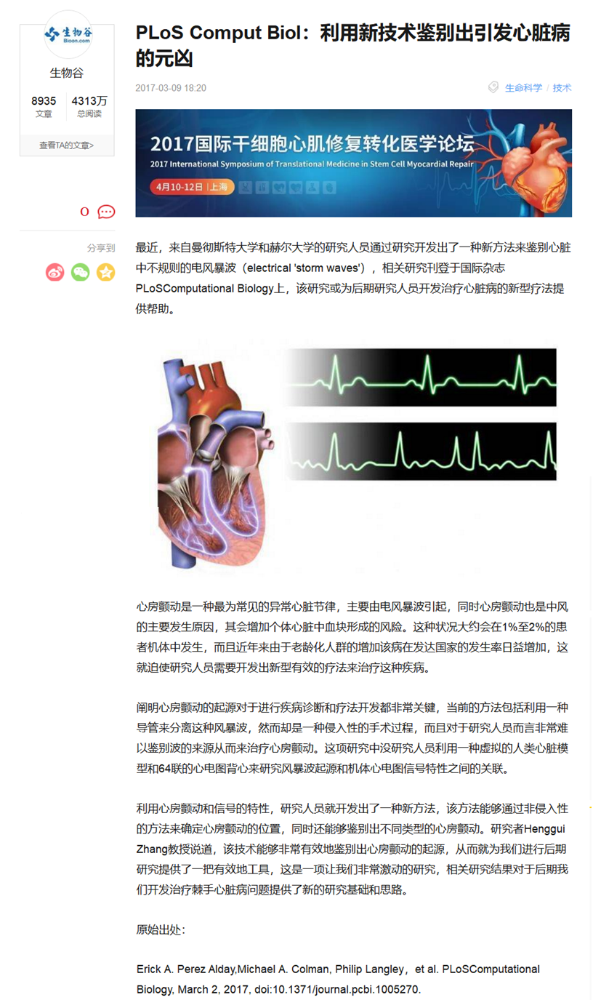 生物谷
Bioon.com
生物谷
8935
文章
4313万
总阅读
查看TA的文章>
0
分享到
PLoS Comput Biol：利用新技术鉴别出引发心脏病
的元凶
2017-03-09 18:20
生命科学 / 技术
2017国际干细胞心肌修复转化医学论坛
2017 International Symposium of Translational Medicine in Stem Cell Myocardial Repair
4月10-12日 | 上海
最近，来自曼彻斯特大学和赫尔大学的研究人员通过研究开发出了一种新方法来鉴别心脏
中不规则的电风暴波（electrical 'storm waves'），相关研究刊登于国际杂志
PLoSComputational Biology上，该研究或为后期研究人员开发治疗心脏病的新型疗法提
供帮助。
心房颤动是一种最为常见的异常心脏节律，主要由电风暴波引起，同时心房颤动也是中风
的主要发生原因，其会增加个体心脏中血块形成的风险。这种状况大约会在1%至2%的患
者机体中发生，而且近年来由于老龄化人群的增加该病在发达国家的发生率日益增加，这
就迫使研究人员需要开发出新型有效的疗法来治疗这种疾病。
阐明心房颤动的起源对于进行疾病诊断和疗法开发都非常关键，当前的方法包括利用一种
导管来分离这种风暴波，然而却是一种侵入性的手术过程，而且对于研究人员而言非常难
以鉴别波的来源从而来治疗心房颤动。这项研究中没研究人员利用一种虚拟的人类心脏模
型和64联的心电图背心来研究风暴波起源和机体心电图信号特性之间的关联。
利用心房颤动和信号的特性，研究人员就开发出了一种新方法，该方法能够通过非侵入性
的方法来确定心房颤动的位置，同时还能够鉴别出不同类型的心房颤动。研究者Henggui
Zhang教授说道，该技术能够非常有效地鉴别出心房颤动的起源，从而就为我们进行后期
研究提供了一把有效地工具，这是一项让我们非常激动的研究，相关研究结果对于后期我
们开发治疗棘手心脏病问题提供了新的研究基础和思路。
原始出处：
Erick A. Perez Alday,Michael A. Colman, Philip Langley，et al. PLoSComputational
Biology, March 2, 2017, doi:10.1371/journal.pcbi.1005270.